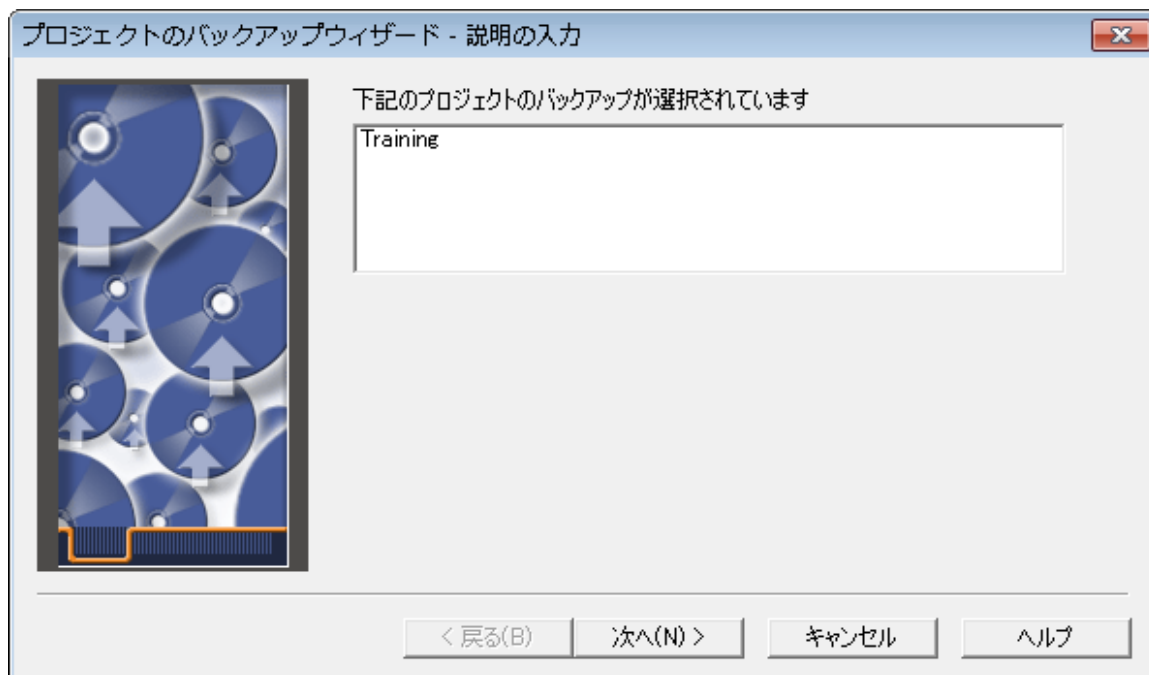 プロジェクトのバックアップウィザード - 説明の入力
下記のプロジェクトのバックアップが選択されています
Training
< 戻る(B)
次へ(N) >
キャンセル
ヘルプ